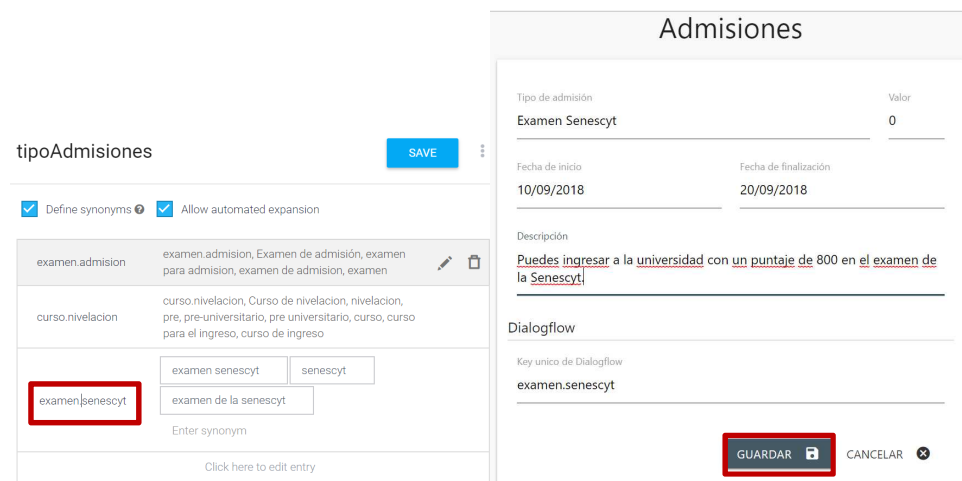 tipoAdmisiones
SAVE
Define synonyms
Allow automated expansion
examen.admision
examen.admision, Examen de admisión, examen
para admision, examen de admision, examen
curso.nivelacion
curso.nivelacion, Curso de nivelacion, nivelacion,
pre, pre-universitario, pre universitario, curso, curso
para el ingreso, curso de ingreso
examen.senescyt
examen senescyt
senescyt
examen de la senescyt
Enter synonym
Click here to edit entry
Admisiones
Tipo de admisión
Valor
Examen Senescyt
0
Fecha de inicio
Fecha de finalización
10/09/2018
20/09/2018
Descripción
Puedes ingresar a la universidad con un puntaje de 800 en el examen de
la Senescyt.
Dialogflow
Key unico de Dialogflow
examen.senescyt
GUARDAR
CANCELAR